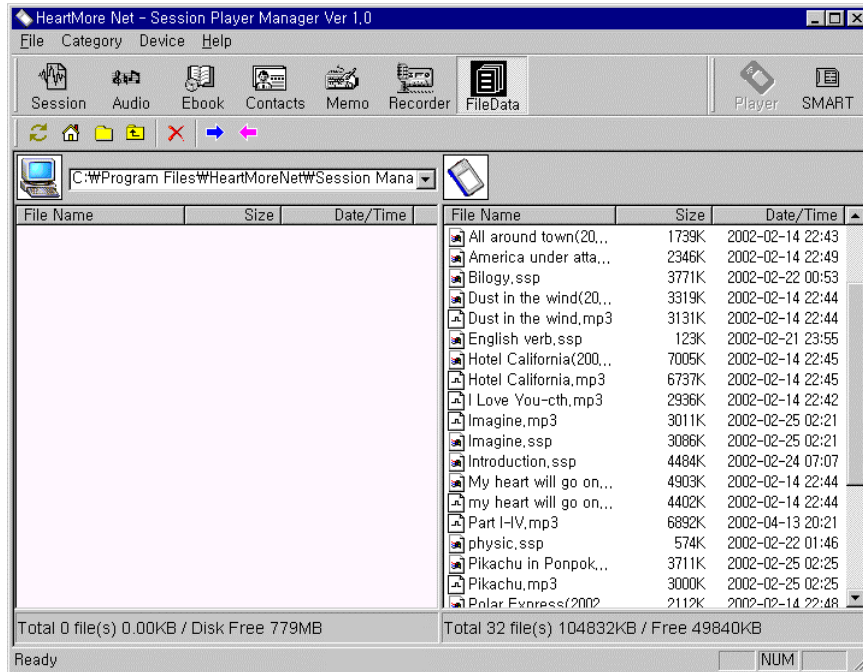 HeartMore Net - Session Player Manager Ver 1,0
File Category Device Help
Session Audio Ebook Contacts Memo Recorder FileData Player SMART
C:₩Program Files₩HeartMoreNet₩Session Mana
File Name Size Date/Time File Name Size Date/Time
All around town(20,,, 1739K 2002-02-14 22:43
America under atta,,, 2346K 2002-02-14 22:49
Bilogy,ssp 3771K 2002-02-22 00:53
Dust in the wind(20,,, 3319K 2002-02-14 22:44
Dust in the wind,mp3 3131K 2002-02-14 22:44
English verb,ssp 123K 2002-02-21 23:55
Hotel California(200,,, 7005K 2002-02-14 22:45
Hotel California,mp3 6737K 2002-02-14 22:45
I Love You-cth,mp3 2936K 2002-02-14 22:42
Imagine,mp3 3011K 2002-02-25 02:21
Imagine,ssp 3086K 2002-02-25 02:21
Introduction,ssp 4484K 2002-02-24 07:07
My heart will go on,,, 4903K 2002-02-14 22:44
my heart will go on,,, 4402K 2002-02-14 22:44
Part I-IV,mp3 6892K 2002-04-13 20:21
physic,ssp 574K 2002-02-22 01:46
Pikachu in Ponpok,,, 3711K 2002-02-25 02:25
Pikachu,mp3 3000K 2002-02-25 02:25
Polar Express(2002 2112K 2002-02-14 22:48
Total 0 file(s) 0.00KB / Disk Free 779MB Total 32 file(s) 104832KB / Free 49840KB
Ready NUM